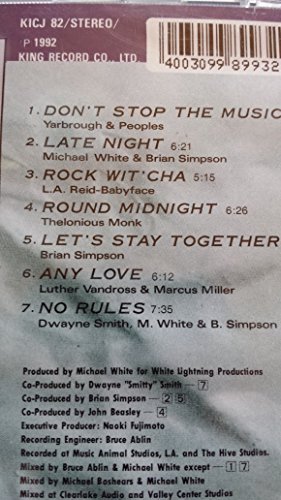 KICJ 82/STEREO/
P 1992
KING RECORD CO., LTD.
4003099 89932
1. DON'T STOP THE MUSIC
Yarbrough & Peoples
2. LATE NIGHT 6:21
Michael White & Brian Simpson
3. ROCK WIT'CHA 5:15
L.A. Reid-Babyface
4. ROUND MIDNIGHT 6:26
Thelonious Monk
5. LET'S STAY TOGETHER
Brian Simpson
6. ANY LOVE 6:12
Luther Vandross & Marcus Miller
7. NO RULES 7:35
Dwayne Smith, M. White & B. Simpson
Produced by Michael White for White Lightning Productions
Co-Produced by Dwayne "Smitty" Smith - 7
Co-Produced by Brian Simpson - 2 5
Co-Produced by John Beasley - 4
Executive Producer: Naoki Fujimoto
Recording Engineer: Bruce Ablin
Recorded at Music Animal Studios, L.A. and The Hive Studios.
Mixed by Bruce Ablin & Michael White except - 1 7
Mixed by Michael Boshears & Michael White
Mixed at Clearlake Audio and Valley Center Studios